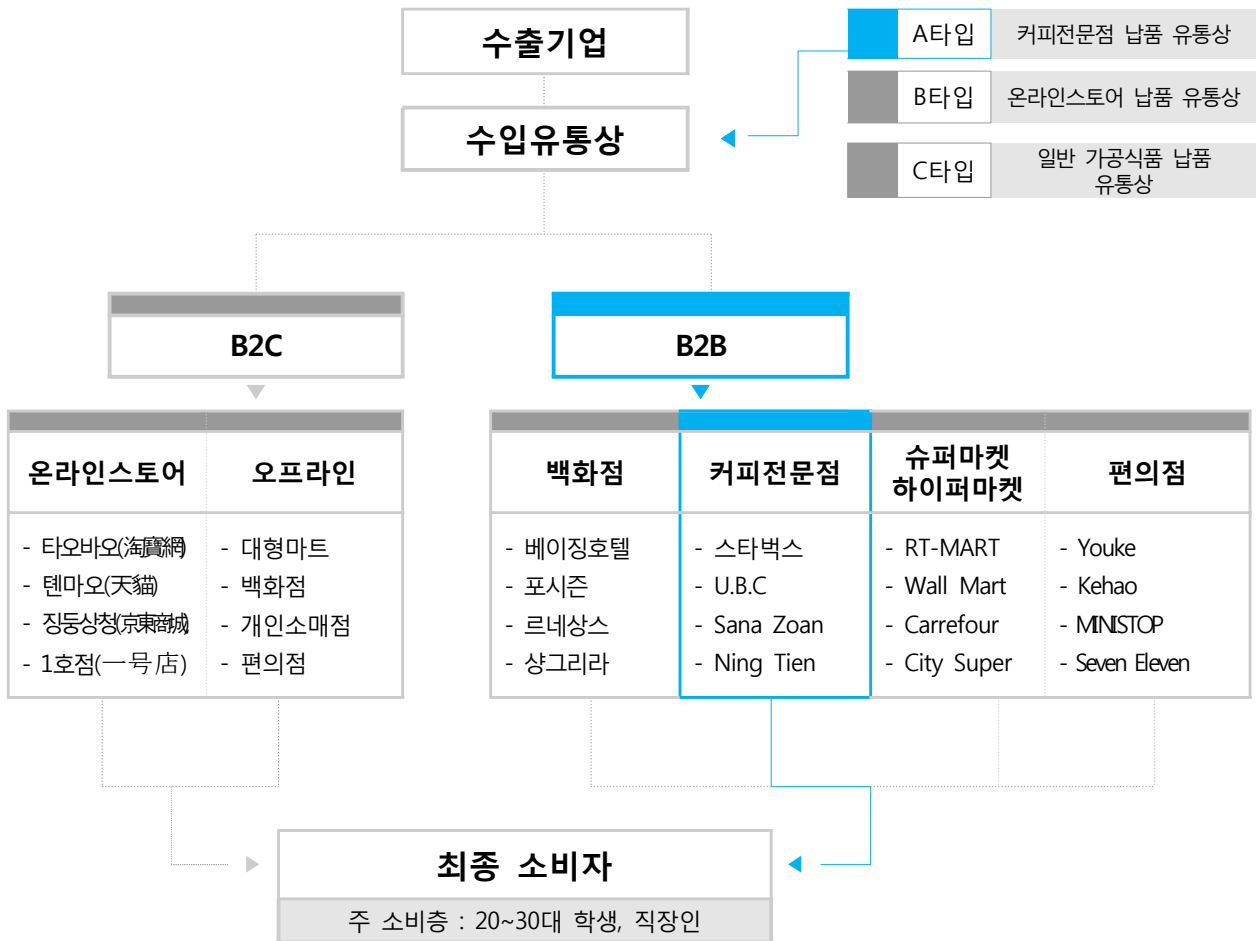 수출기업
수입유통상
A타입 커피전문점 납품 유통상
B타입 온라인스토어 납품 유통상
C타입 일반 가공식품 납품
유통상
B2C
B2B
온라인스토어
- 타오바오(淘寶網)
- 톈마오(天貓)
- 징둥상청(京東商城)
- 1호점(一号店)
오프라인
- 대형마트
- 백화점
- 개인소매점
- 편의점
백화점
- 베이징호텔
- 포시즌
- 르네상스
- 샹그리라
커피전문점
- 스타벅스
- U.B.C
- Sana Zoan
- Ning Tien
슈퍼마켓
하이퍼마켓
- RT-MART
- Wall Mart
- Carrefour
- City Super
편의점
- Youke
- Kehao
- MINISTOP
- Seven Eleven
최종 소비자
주 소비층 : 20~30대 학생, 직장인